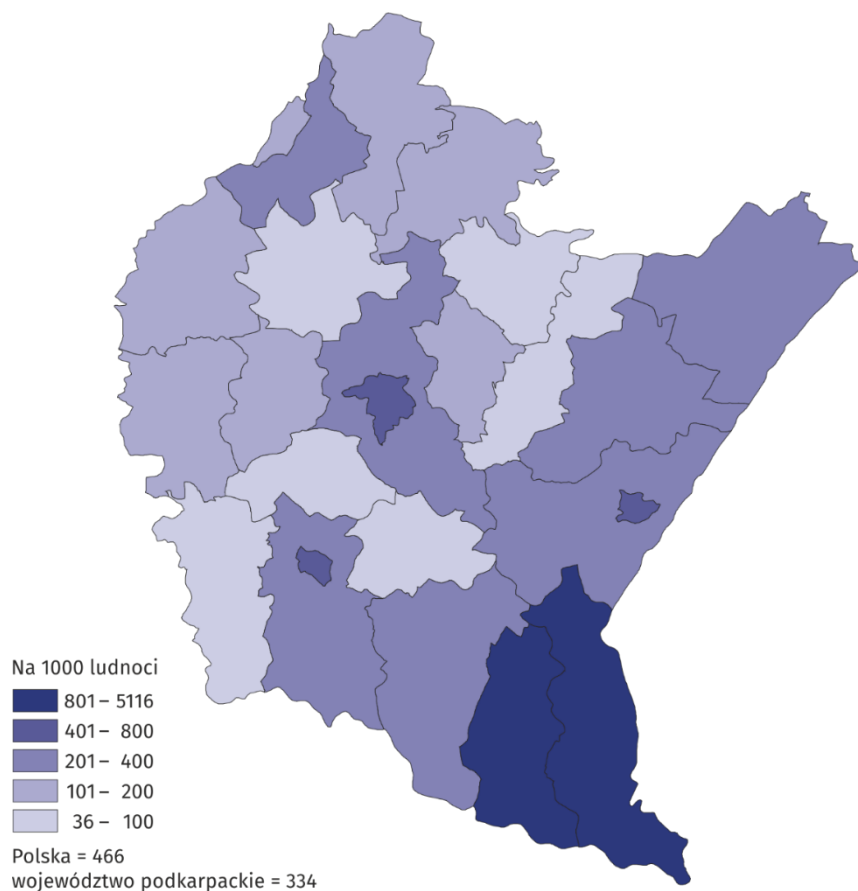 Na 1000 ludnoci
801 – 5116
401 – 800
201 – 400
101 – 200
36 – 100
Polska = 466
województwo podkarpackie = 334